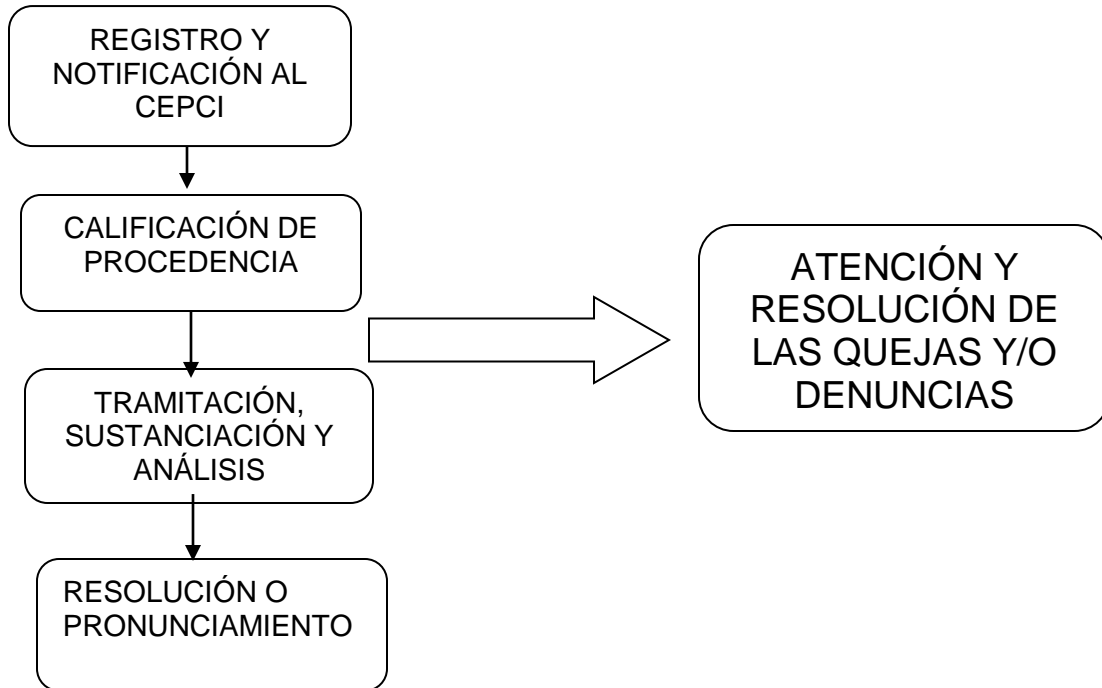 REGISTRO Y
NOTIFICACIÓN AL
CEPCI
CALIFICACIÓN DE
PROCEDENCIA
TRAMITACIÓN,
SUSTANCIACIÓN Y
ANÁLISIS
RESOLUCIÓN O
PRONUNCIAMIENTO
ATENCIÓN Y
RESOLUCIÓN DE
LAS QUEJAS Y/O
DENUNCIAS